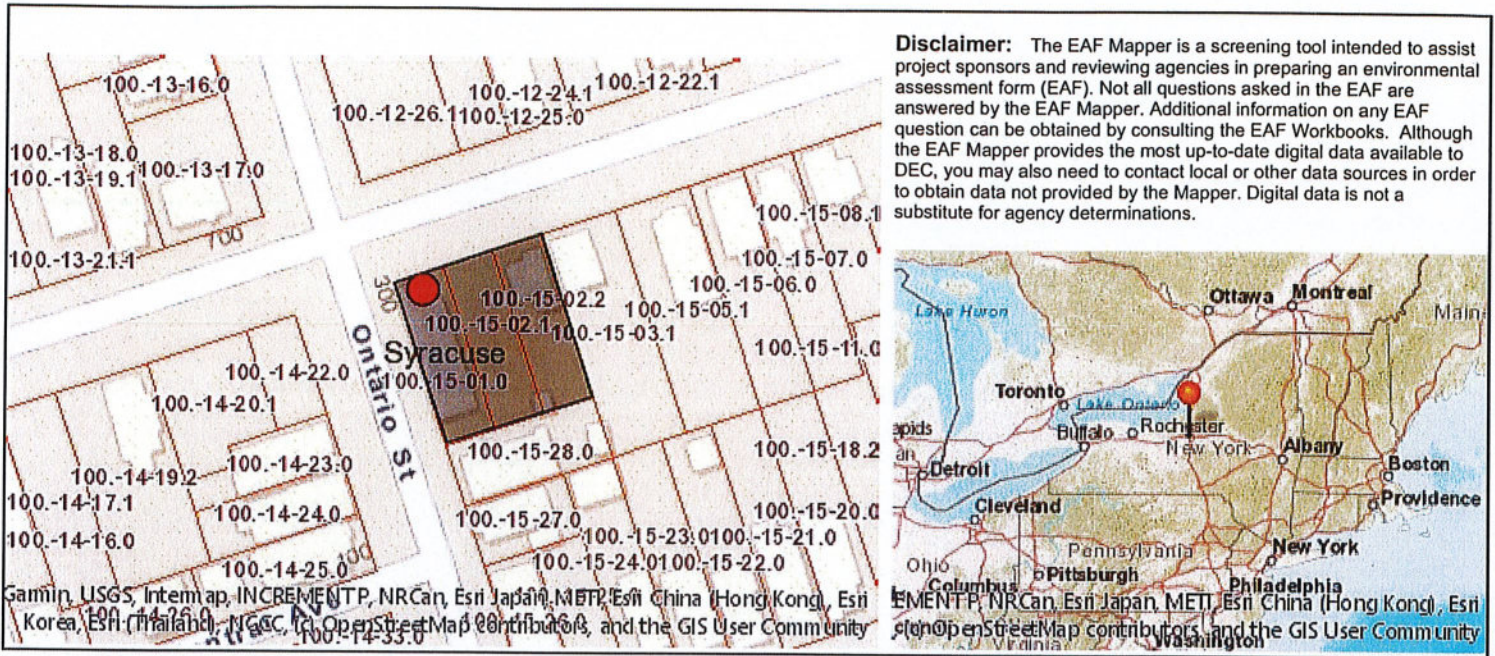 Disclaimer: The EAF Mapper is a screening tool intended to assist
project sponsors and reviewing agencies in preparing an environmental
assessment form (EAF). Not all questions asked in the EAF are
answered by the EAF Mapper. Additional information on any EAF
question can be obtained by consulting the EAF Workbooks. Although
the EAF Mapper provides the most up-to-date digital data available to
DEC, you may also need to contact local or other data sources in order
to obtain data not provided by the Mapper. Digital data is not a
substitute for agency determinations.
100.-13-16.0
100.-12-24.1
100.-12-22.1
100.-12-26.1
100.-12-25.0
100.-13-18.0
100.-13-19.1
100.-13-17.0
700
100.-13-21.1
100.-15-08.1
100.-15-07.0
100.-15-06.0
300
100.-15-02.2
100.-15-05.1
100.-15-02.1
100.-15-03.1
100.-15-11.0
Ontario St
Syracuse
100.-15-01.0
100.-14-22.0
100.-14-20.1
100.-15-28.0
100.-15-18.2
100.-14-23.0
100.-14-19.2
100.-14-17.1
100.-14-24.0
100.-15-27.0
100.-15-20.0
100.-14-16.0
100.-15-23.0
100.-15-21.0
400
100.-15-24.0
100.-15-22.0
100.-14-25.0
100.-14-26.0
Ave
100.-14-33.0
Garmin, USGS, Intermap, INCREMENT P, NRCan, Esri Japan, METI, Esri China (Hong Kong), Esri
Korea, Esri (Thailand), NGCC, (c) OpenStreetMap contributors, and the GIS User Community
Ottawa
Montreal
Lake Huron
Toronto
Lake Ontario
Buffalo
Rochester
New York
Albany
Detroit
Boston
Providence
Cleveland
Pennsylvania
New York
Ohio
Pittsburgh
Columbus
Philadelphia
EMENT P, NRCan, Esri Japan, METI, Esri China (Hong Kong), Esri
OpenStreetMap contributors, and the GIS User Community
Washington
Virginia